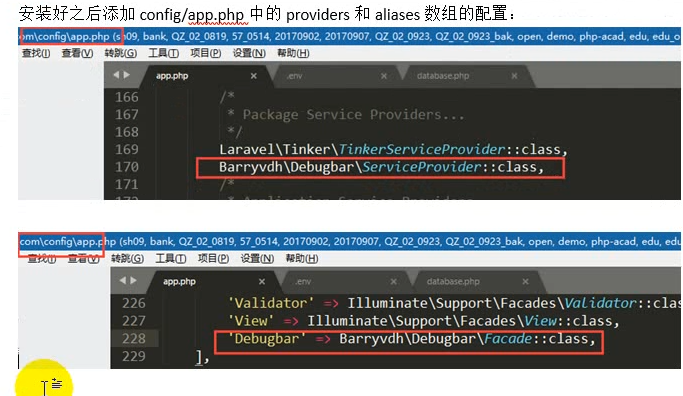 安装好之后添加 config/app.php 中的 providers 和 aliases 数组的配置：
om\config\app.php (sh09, bank, QZ_02_0819, 57_0514, 20170902, 20170907, QZ_02_0923, QZ_02_0923_bak, open, demo, php-acad, edu, edu_o
查找(I) 查看(V) 转跳(G) 工具(T) 项目(P) 设置(N) 帮助(H)
app.php × .env × database.php ×
166 /*
167 * Package Service Providers...
168 */
169 Laravel\Tinker\TinkerServiceProvider::class,
170 Barryvdh\Debugbar\ServiceProvider::class,
171 /*
com\config\app.php (sh09, bank, QZ_02_0819, 57_0514, 20170902, 20170907, QZ_02_0923, QZ_02_0923_bak, open, demo, php-acad, edu, edu
查找(I) 查看(V) 转跳(G) 工具(T) 项目(P) 设置(N) 帮助(H)
app.php × .env × database.php ×
226 'Validator' => Illuminate\Support\Facades\Validator::clas
227 'View' => Illuminate\Support\Facades\View::class,
228 'Debugbar' => Barryvdh\Debugbar\Facade::class,
229 ],